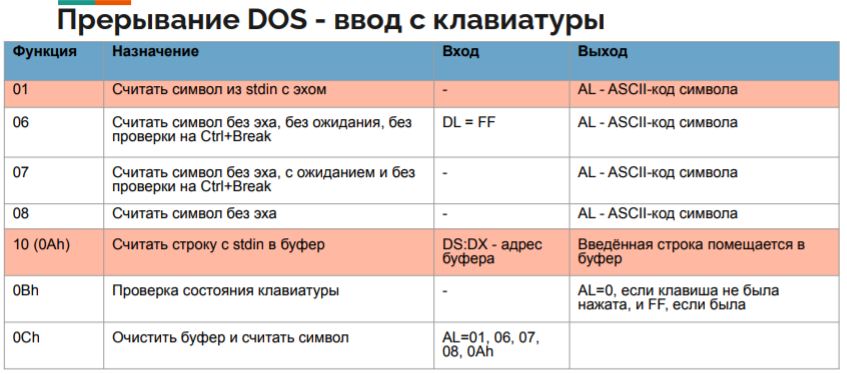 Прерывание DOS - ввод с клавиатуры
Функция Назначение Вход Выход
01 Считать символ из stdin с эхом - AL - ASCII-код символа
06 Считать символ без эха, без ожидания, без DL = FF AL - ASCII-код символа
проверки на Ctrl+Break
07 Считать символ без эха, с ожиданием и без - AL - ASCII-код символа
проверки на Ctrl+Break
08 Считать символ без эха - AL - ASCII-код символа
10 (0Ah) Считать строку с stdin в буфер DS:DX - адрес Введённая строка помещается в
буфера буфер
0Bh Проверка состояния клавиатуры - AL=0, если клавиша не была
нажата, и FF, если была
0Ch Очистить буфер и считать символ AL=01, 06, 07,
08, 0Ah